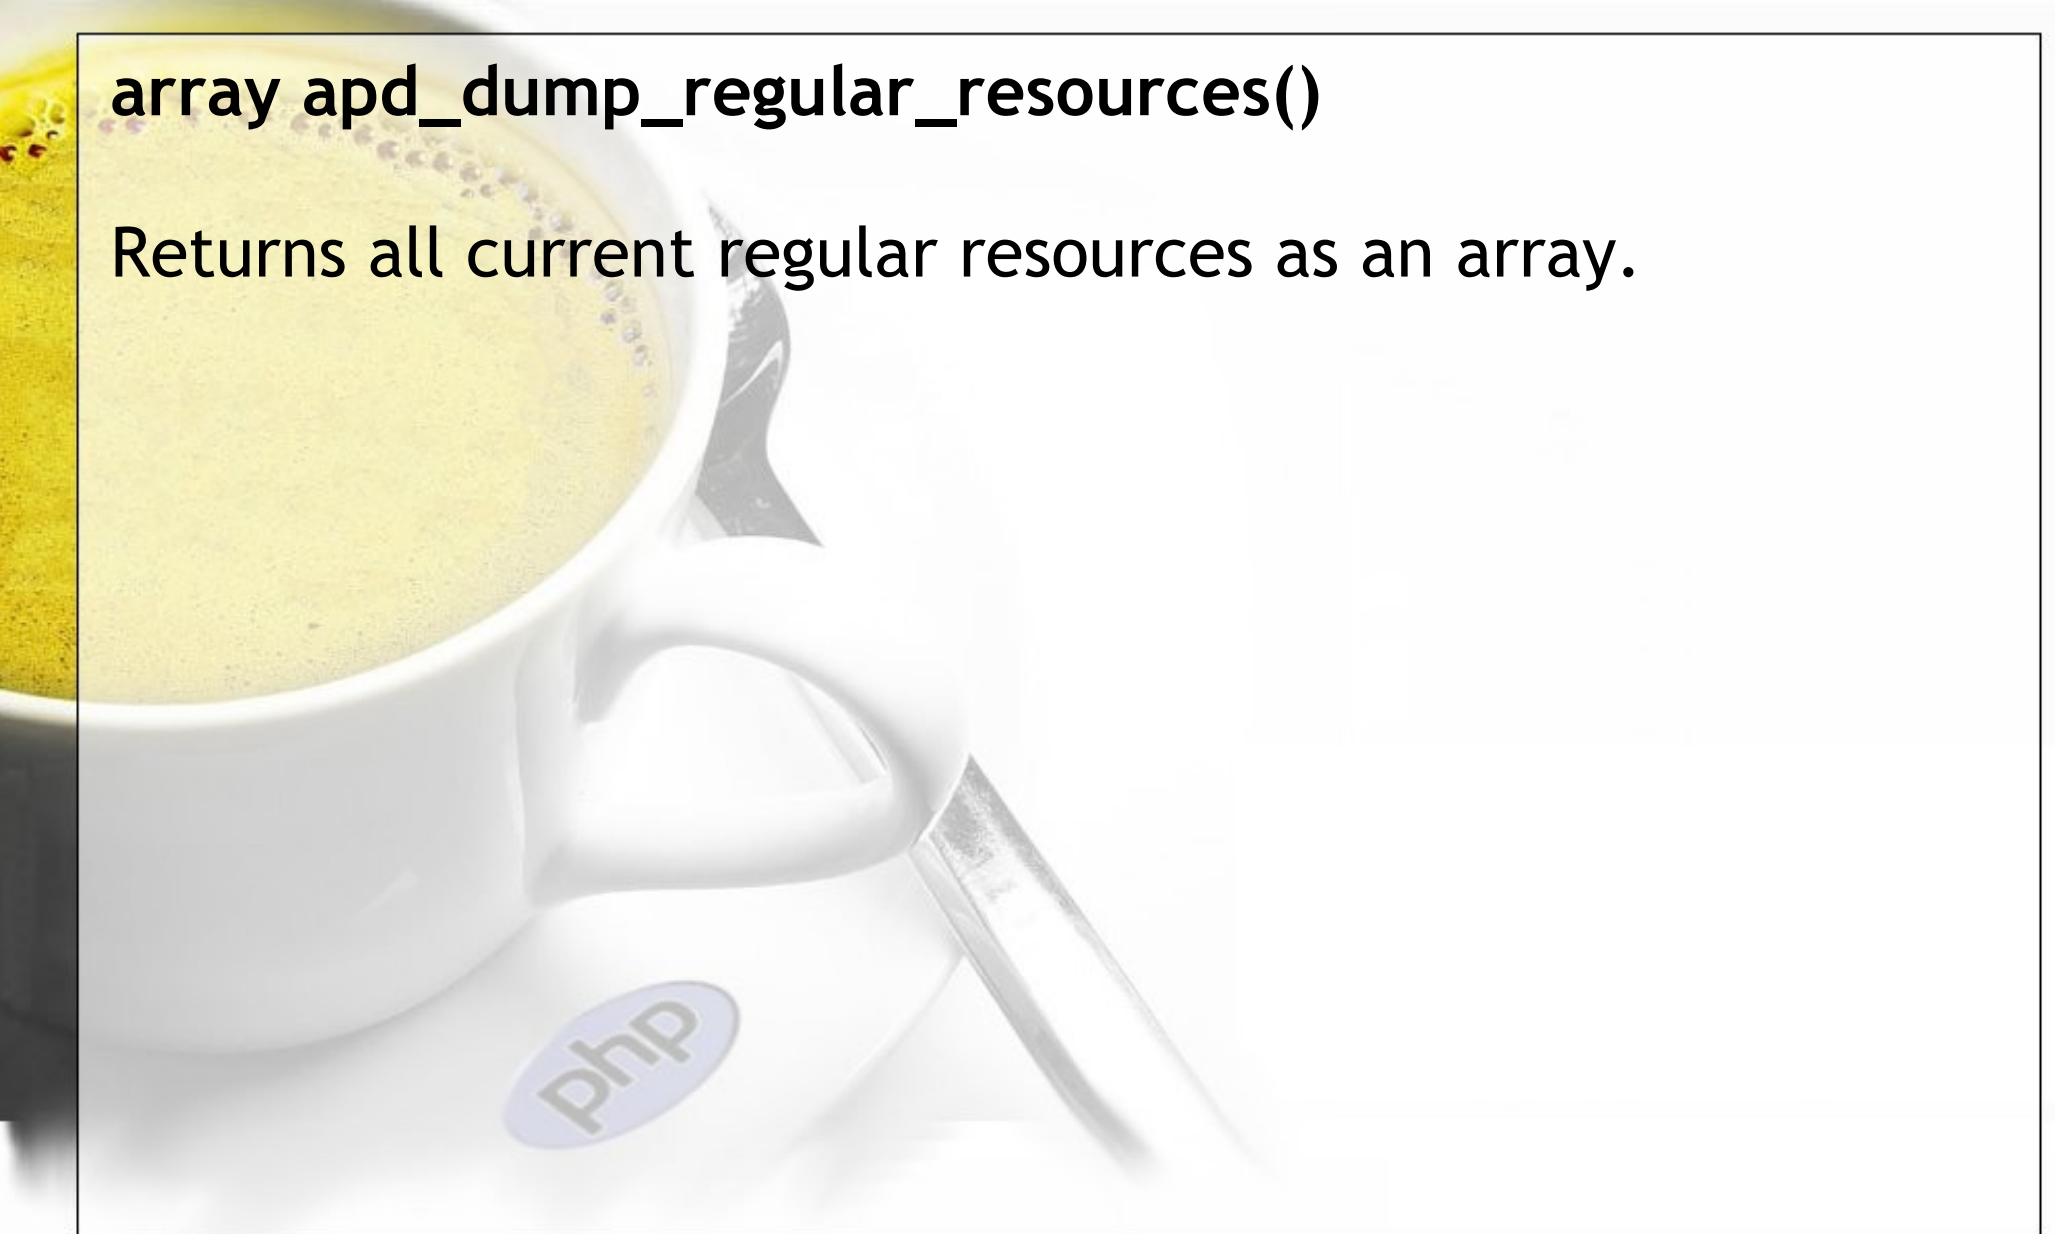 array apd_dump_regular_resources()
Returns all current regular resources as an array.
php